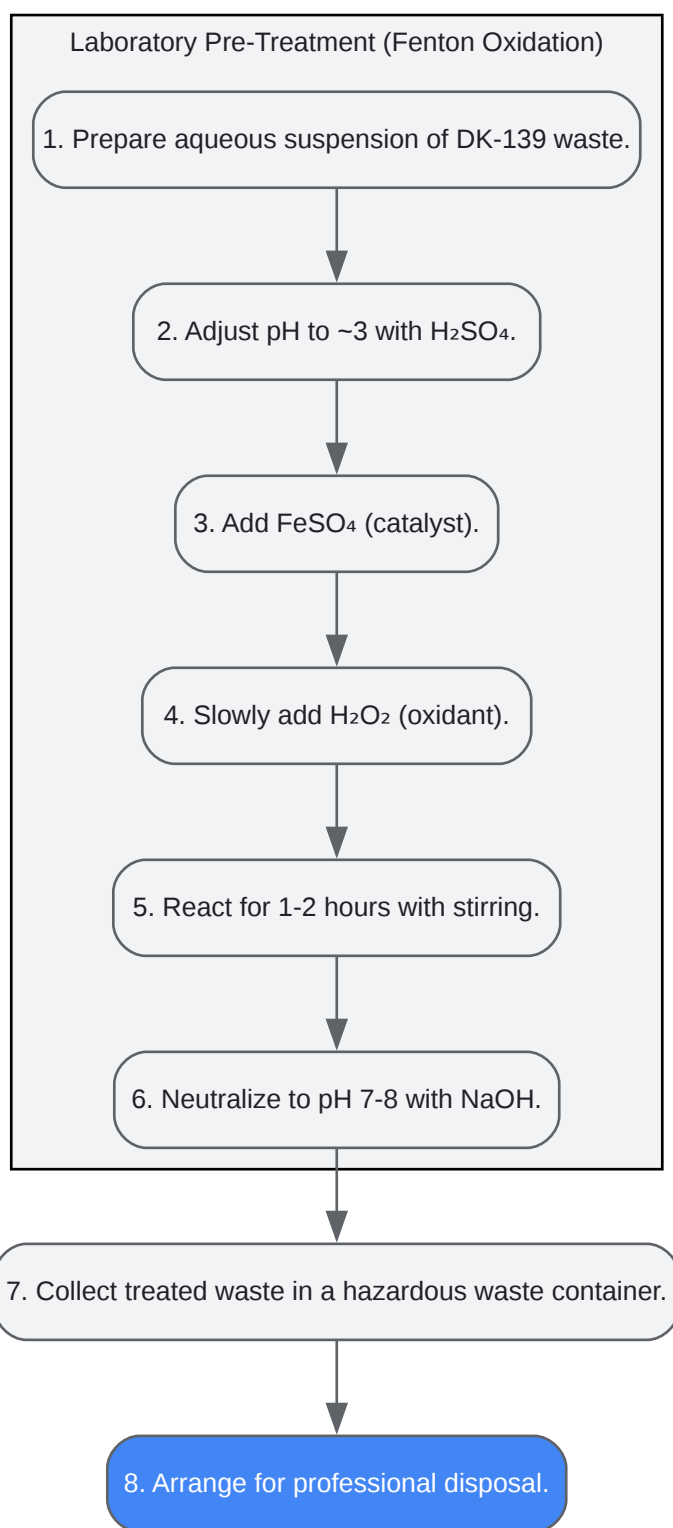 Laboratory Pre-Treatment (Fenton Oxidation)
1. Prepare aqueous suspension of DK-139 waste.
2. Adjust pH to ~3 with H₂SO₄.
3. Add FeSO₄ (catalyst).
4. Slowly add H₂O₂ (oxidant).
5. React for 1-2 hours with stirring.
6. Neutralize to pH 7-8 with NaOH.
7. Collect treated waste in a hazardous waste container.
8. Arrange for professional disposal.